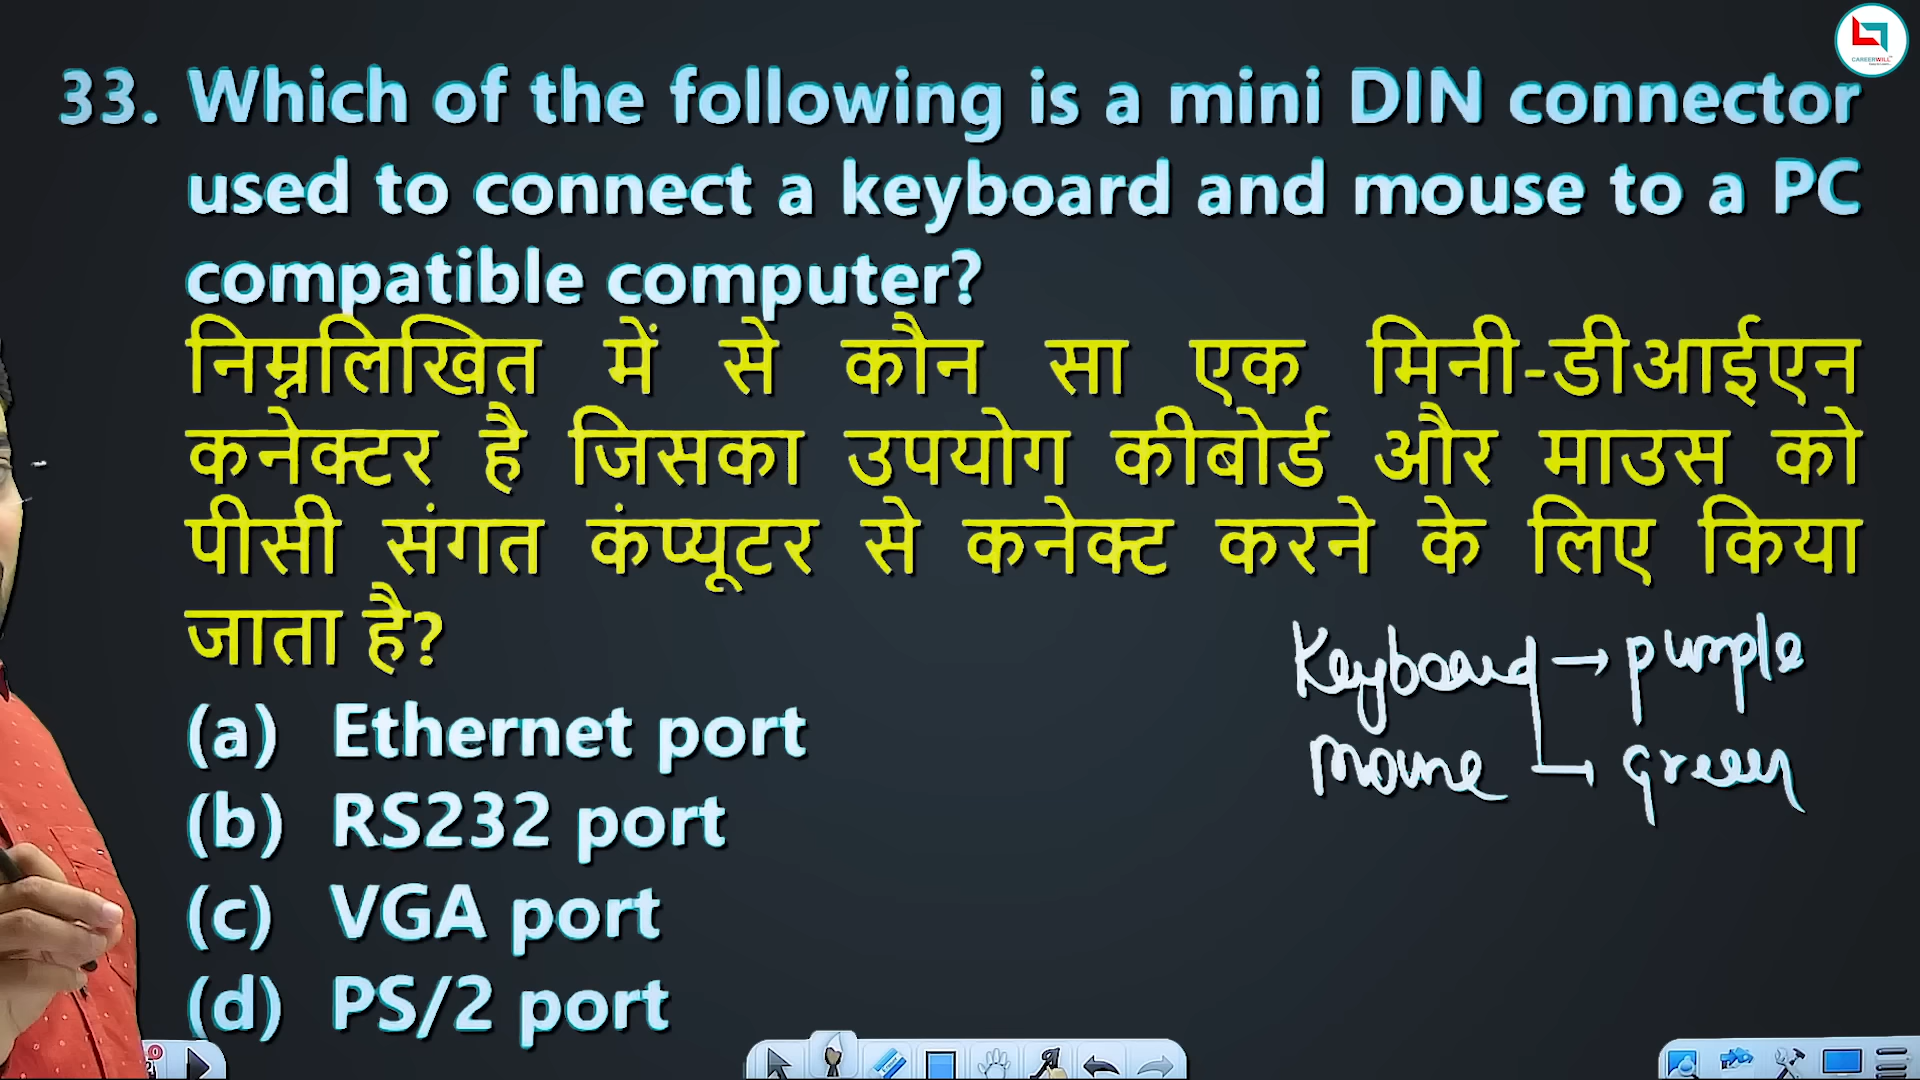 33. Which of the following is a mini DIN connector
used to connect a keyboard and mouse to a PC
compatible computer?
निम्नलिखित में से कौन सा एक मिनी-डीआईएन
कनेक्टर है जिसका उपयोग कीबोर्ड और माउस को
पीसी संगत कंप्यूटर से कनेक्ट करने के लिए किया
जाता है?
Keyboard → purple
Mouse → green
(a) Ethernet port
(b) RS232 port
(c) VGA port
(d) PS/2 port
CAREERWILL